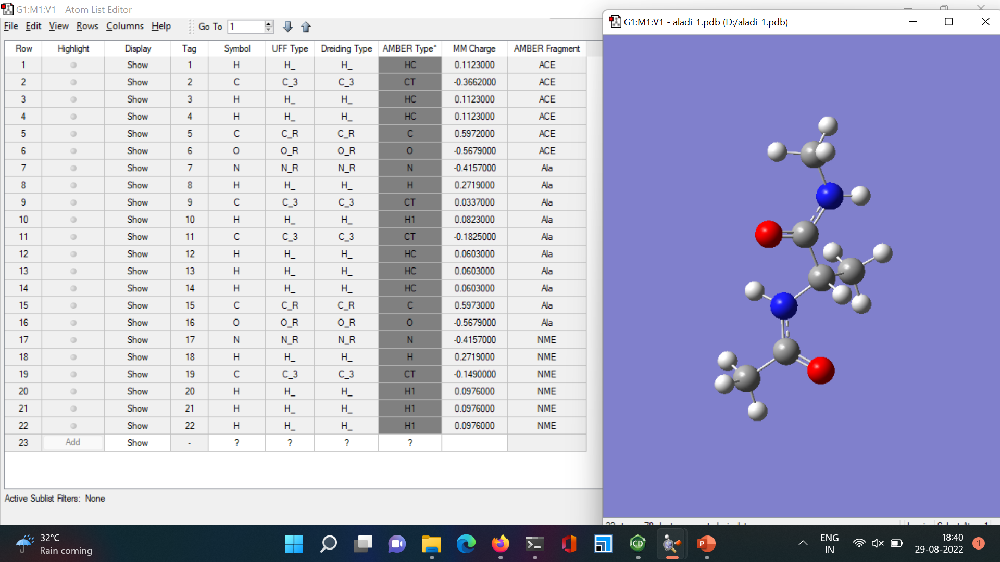 G1:M1:V1 - Atom List Editor
File Edit View Rows Columns Help Go To 1
Row Highlight Display Tag Symbol UFF Type Dreiding Type AMBER Type* MM Charge AMBER Fragment
1 Show 1 H H_ H_ HC 0.1123000 ACE
2 Show 2 C C_3 C_3 CT -0.3662000 ACE
3 Show 3 H H_ H_ HC 0.1123000 ACE
4 Show 4 H H_ H_ HC 0.1123000 ACE
5 Show 5 C C_R C_R C 0.5972000 ACE
6 Show 6 O O_R O_R O -0.5679000 ACE
7 Show 7 N N_R N_R N -0.4157000 Ala
8 Show 8 H H_ H_ H 0.2719000 Ala
9 Show 9 C C_3 C_3 CT 0.0337000 Ala
10 Show 10 H H_ H_ H1 0.0823000 Ala
11 Show 11 C C_3 C_3 CT -0.1825000 Ala
12 Show 12 H H_ H_ HC 0.0603000 Ala
13 Show 13 H H_ H_ HC 0.0603000 Ala
14 Show 14 H H_ H_ HC 0.0603000 Ala
15 Show 15 C C_R C_R C 0.5973000 Ala
16 Show 16 O O_R O_R O -0.5679000 Ala
17 Show 17 N N_R N_R N -0.4157000 NME
18 Show 18 H H_ H_ H 0.2719000 NME
19 Show 19 C C_3 C_3 CT -0.1490000 NME
20 Show 20 H H_ H_ H1 0.0976000 NME
21 Show 21 H H_ H_ H1 0.0976000 NME
22 Show 22 H H_ H_ H1 0.0976000 NME
23 Add Show - ? ? ? ?
Active Sublist Filters: None
G1:M1:V1 - aladi_1.pdb (D:/aladi_1.pdb)
32°C
Rain coming
CD
P
ENG
IN
18:40
29-08-2022
1